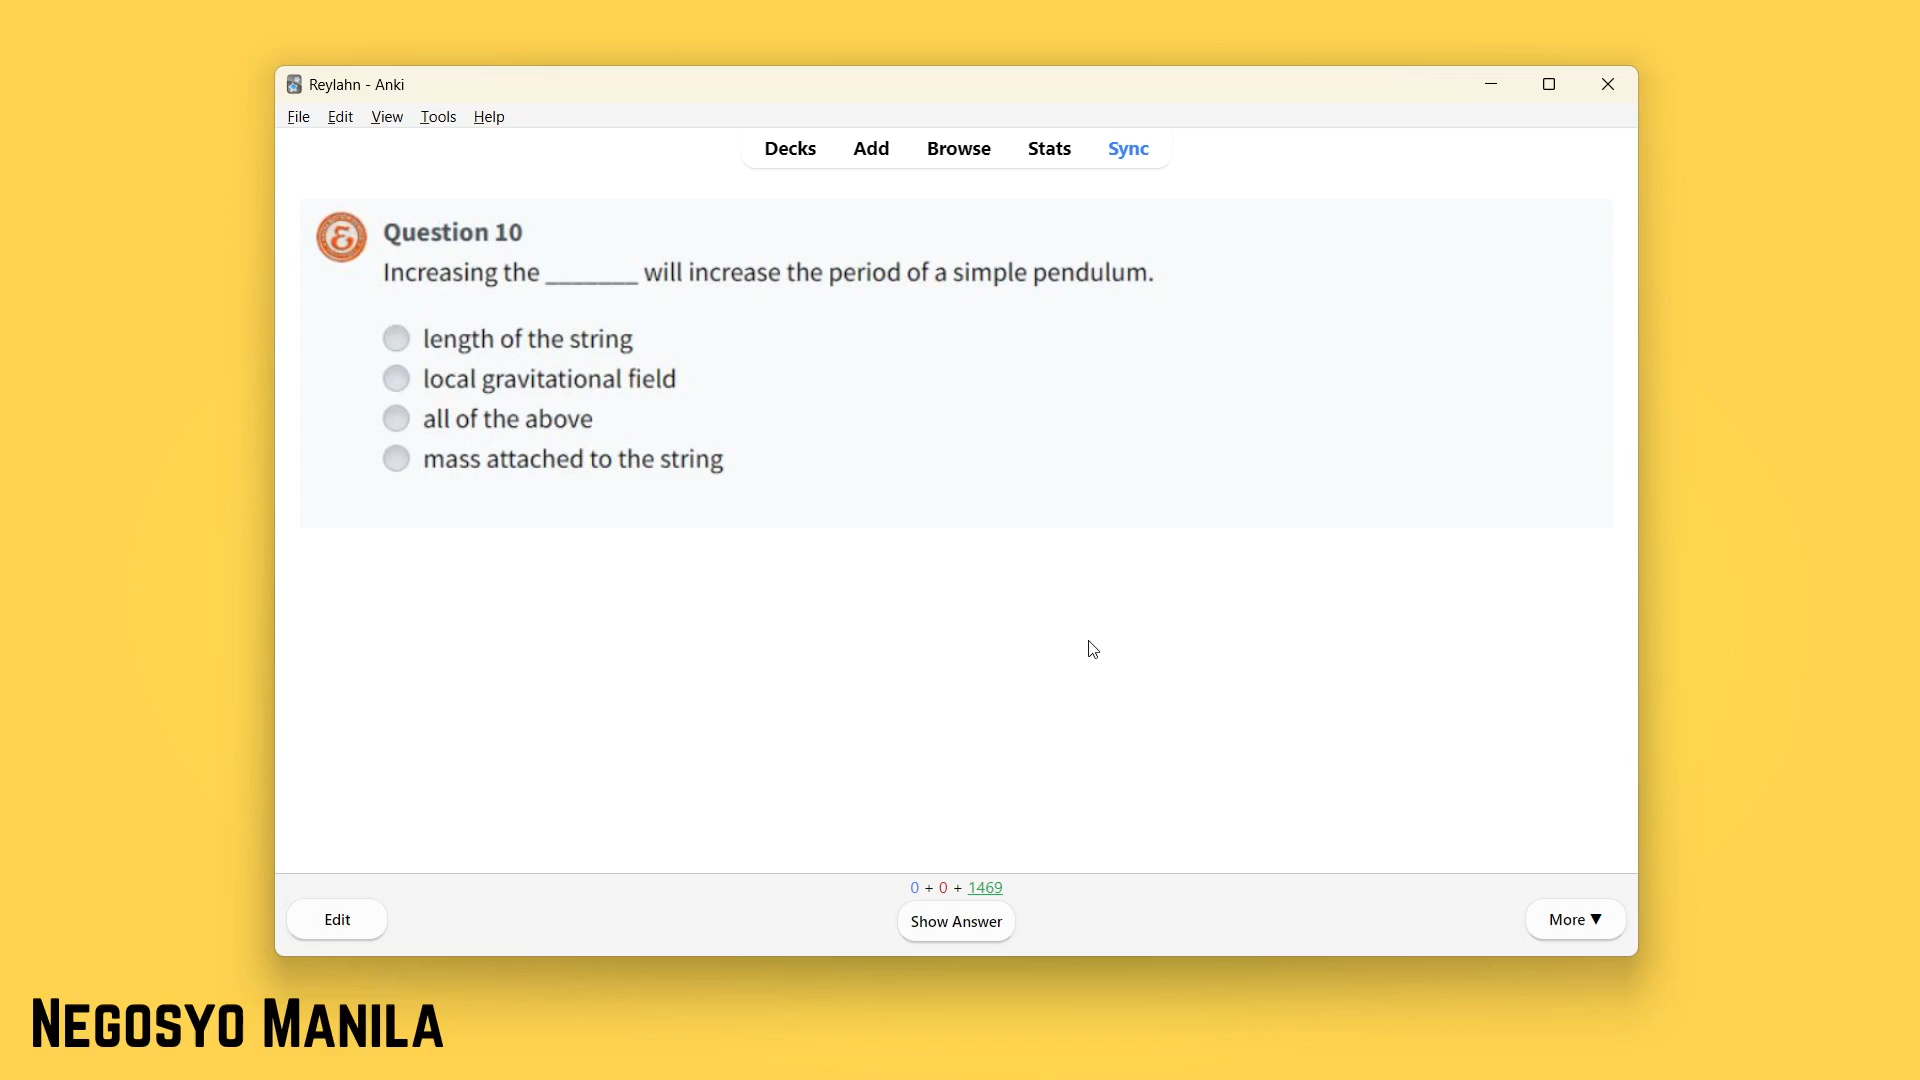 Reylahn - Anki
File Edit View Tools Help
Decks Add Browse Stats Sync
Question 10
Increasing the _______ will increase the period of a simple pendulum.
length of the string
local gravitational field
all of the above
mass attached to the string
0 + 0 + 1469
Edit Show Answer More ▼
NEGOSYO MANILA